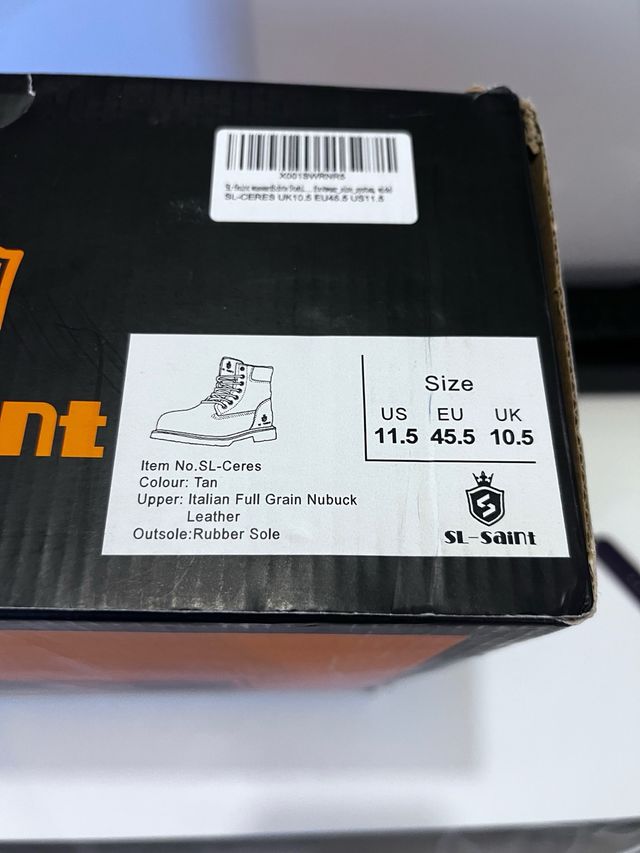 X001SWRNR5
SL-CERES UK10.5 EU45.5 US11.5
aint
Size
US EU UK
11.5 45.5 10.5
Item No.SL-Ceres
Colour: Tan
Upper: Italian Full Grain Nubuck
Leather
Outsole:Rubber Sole
S
SL-SaINT